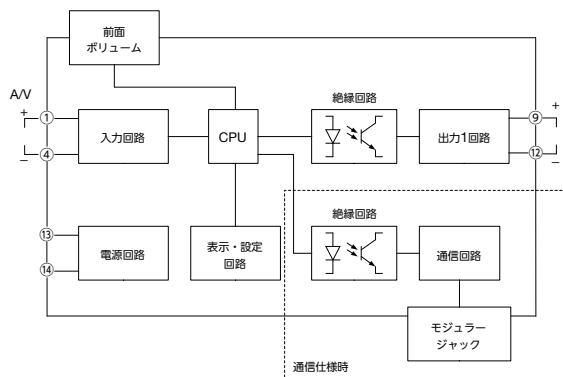 前面
ボリューム
A/V
+
①
④
−
入力回路
CPU
絶縁回路
出力1回路
+
⑨
⑫
−
⑬
⑭
電源回路
表示・設定
回路
絶縁回路
通信回路
モジュラー
ジャック
通信仕様時